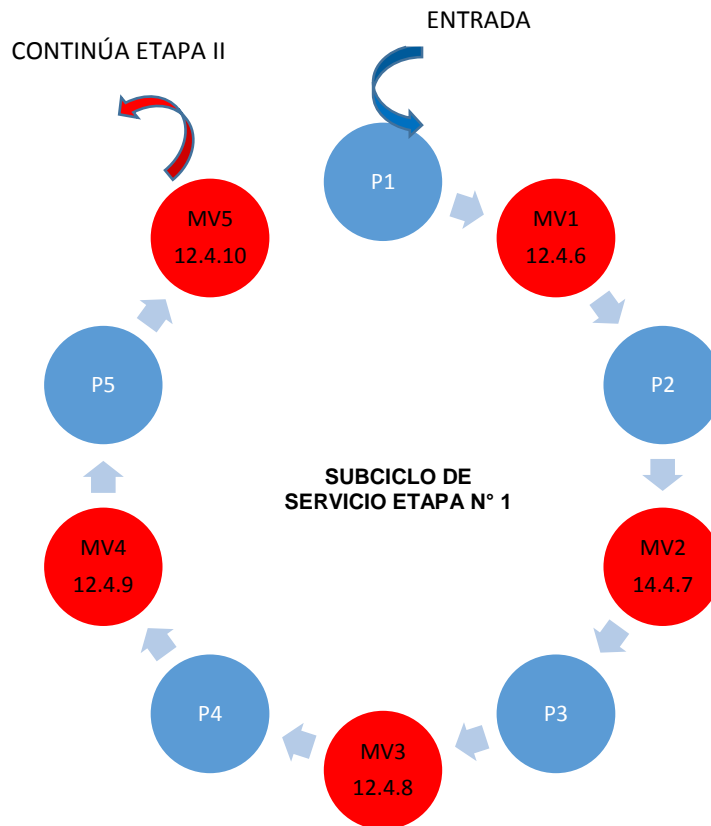 ENTRADA
CONTINÚA ETAPA II
P1
MV1
12.4.6
P2
MV2
14.4.7
P3
MV3
12.4.8
P4
MV4
12.4.9
P5
MV5
12.4.10
SUBCICLO DE
SERVICIO ETAPA N° 1